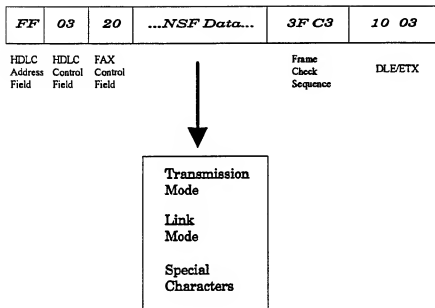 FF 03 20 ...NSF Data... 3F C3 10 03
HDLC HDLC FAX Frame
Address Control Control Check DLE/ETX
Field Field Field Sequence
Transmission
Mode
Link
Mode
Special
Characters